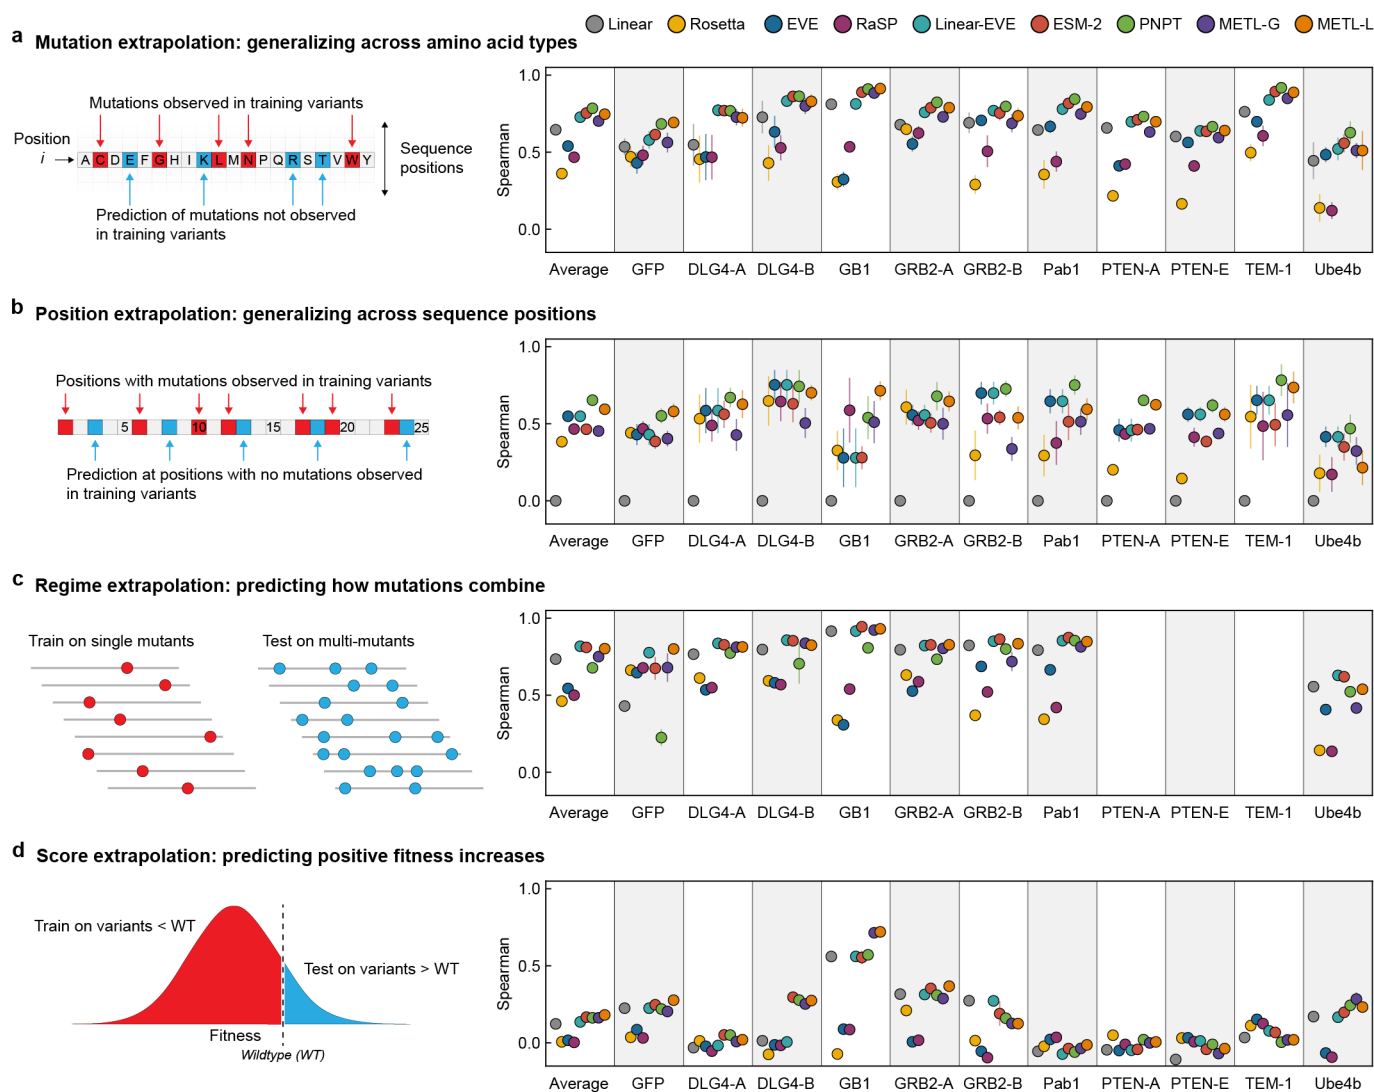 Linear Rosetta EVE RaSP Linear-EVE ESM-2 PNPT METL-G METL-L
a Mutation extrapolation: generalizing across amino acid types
Mutations observed in training variants
Position
i
A C D E F G H I K L M N P Q R S T V W Y
Sequence
positions
Prediction of mutations not observed
in training variants
Spearman
1.0
0.5
0.0
Average GFP DLG4-A DLG4-B GB1 GRB2-A GRB2-B Pab1 PTEN-A PTEN-E TEM-1 Ube4b
b Position extrapolation: generalizing across sequence positions
Positions with mutations observed in training variants
5 10 15 20 25
Prediction at positions with no mutations observed
in training variants
Spearman
1.0
0.5
0.0
Average GFP DLG4-A DLG4-B GB1 GRB2-A GRB2-B Pab1 PTEN-A PTEN-E TEM-1 Ube4b
c Regime extrapolation: predicting how mutations combine
Train on single mutants Test on multi-mutants
Spearman
1.0
0.5
0.0
Average GFP DLG4-A DLG4-B GB1 GRB2-A GRB2-B Pab1 PTEN-A PTEN-E TEM-1 Ube4b
d Score extrapolation: predicting positive fitness increases
Train on variants < WT
Test on variants > WT
Fitness
Wildtype (WT)
Spearman
1.0
0.5
0.0
Average GFP DLG4-A DLG4-B GB1 GRB2-A GRB2-B Pab1 PTEN-A PTEN-E TEM-1 Ube4b